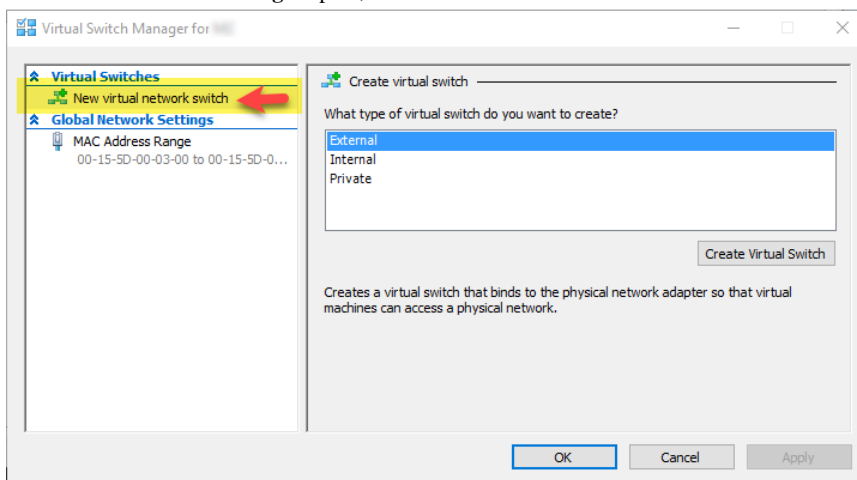 Virtual Switch Manager for
Virtual Switches
New virtual network switch
Global Network Settings
MAC Address Range
00-15-5D-00-03-00 to 00-15-5D-0...
Create virtual switch
What type of virtual switch do you want to create?
External
Internal
Private
Create Virtual Switch
Creates a virtual switch that binds to the physical network adapter so that virtual
machines can access a physical network.
OK
Cancel
Apply